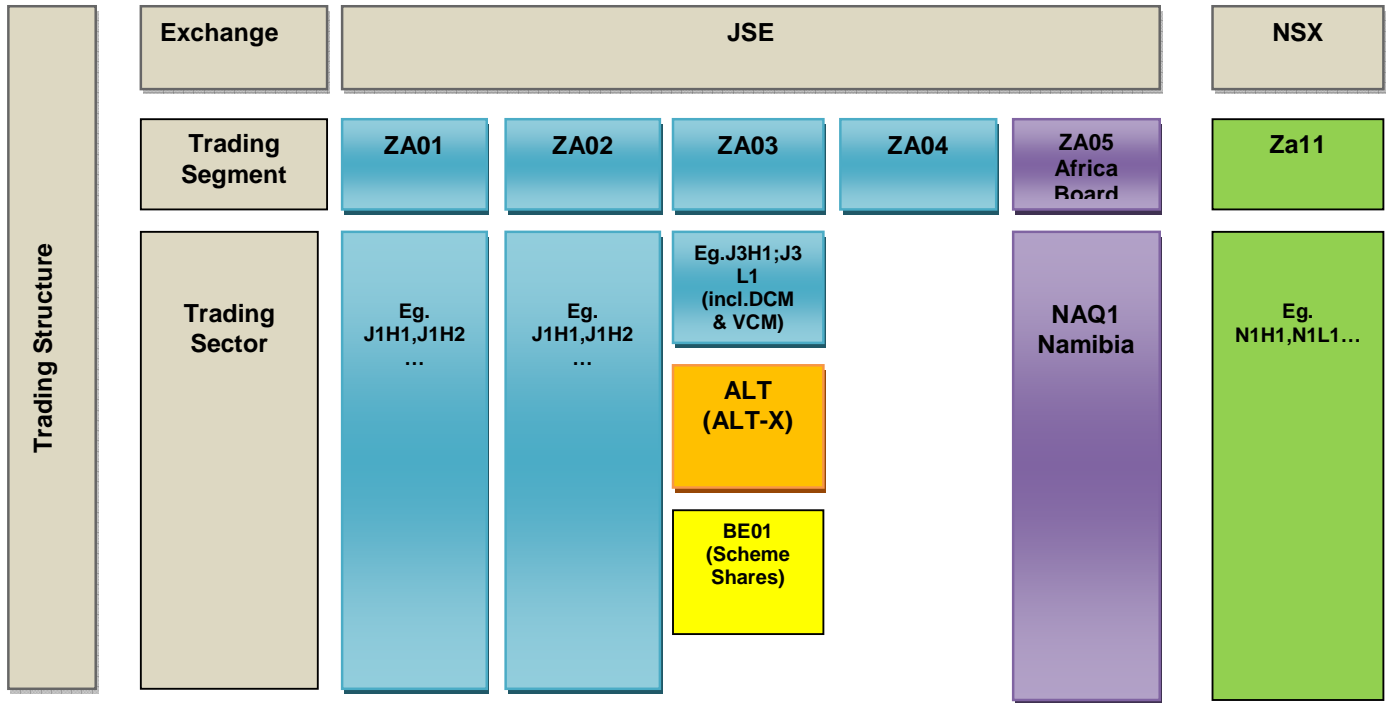 Trading Structure
Exchange
JSE
NSX
Trading
Segment
ZA01
ZA02
ZA03
ZA04
ZA05
Africa
Board
Za11
Trading
Sector
Eg.
J1H1,J1H2
…
Eg.
J1H1,J1H2
…
Eg.J3H1;J3
L1
(incl.DCM
& VCM)
ALT
(ALT-X)
BE01
(Scheme
Shares)
NAQ1
Namibia
Eg.
N1H1,N1L1…